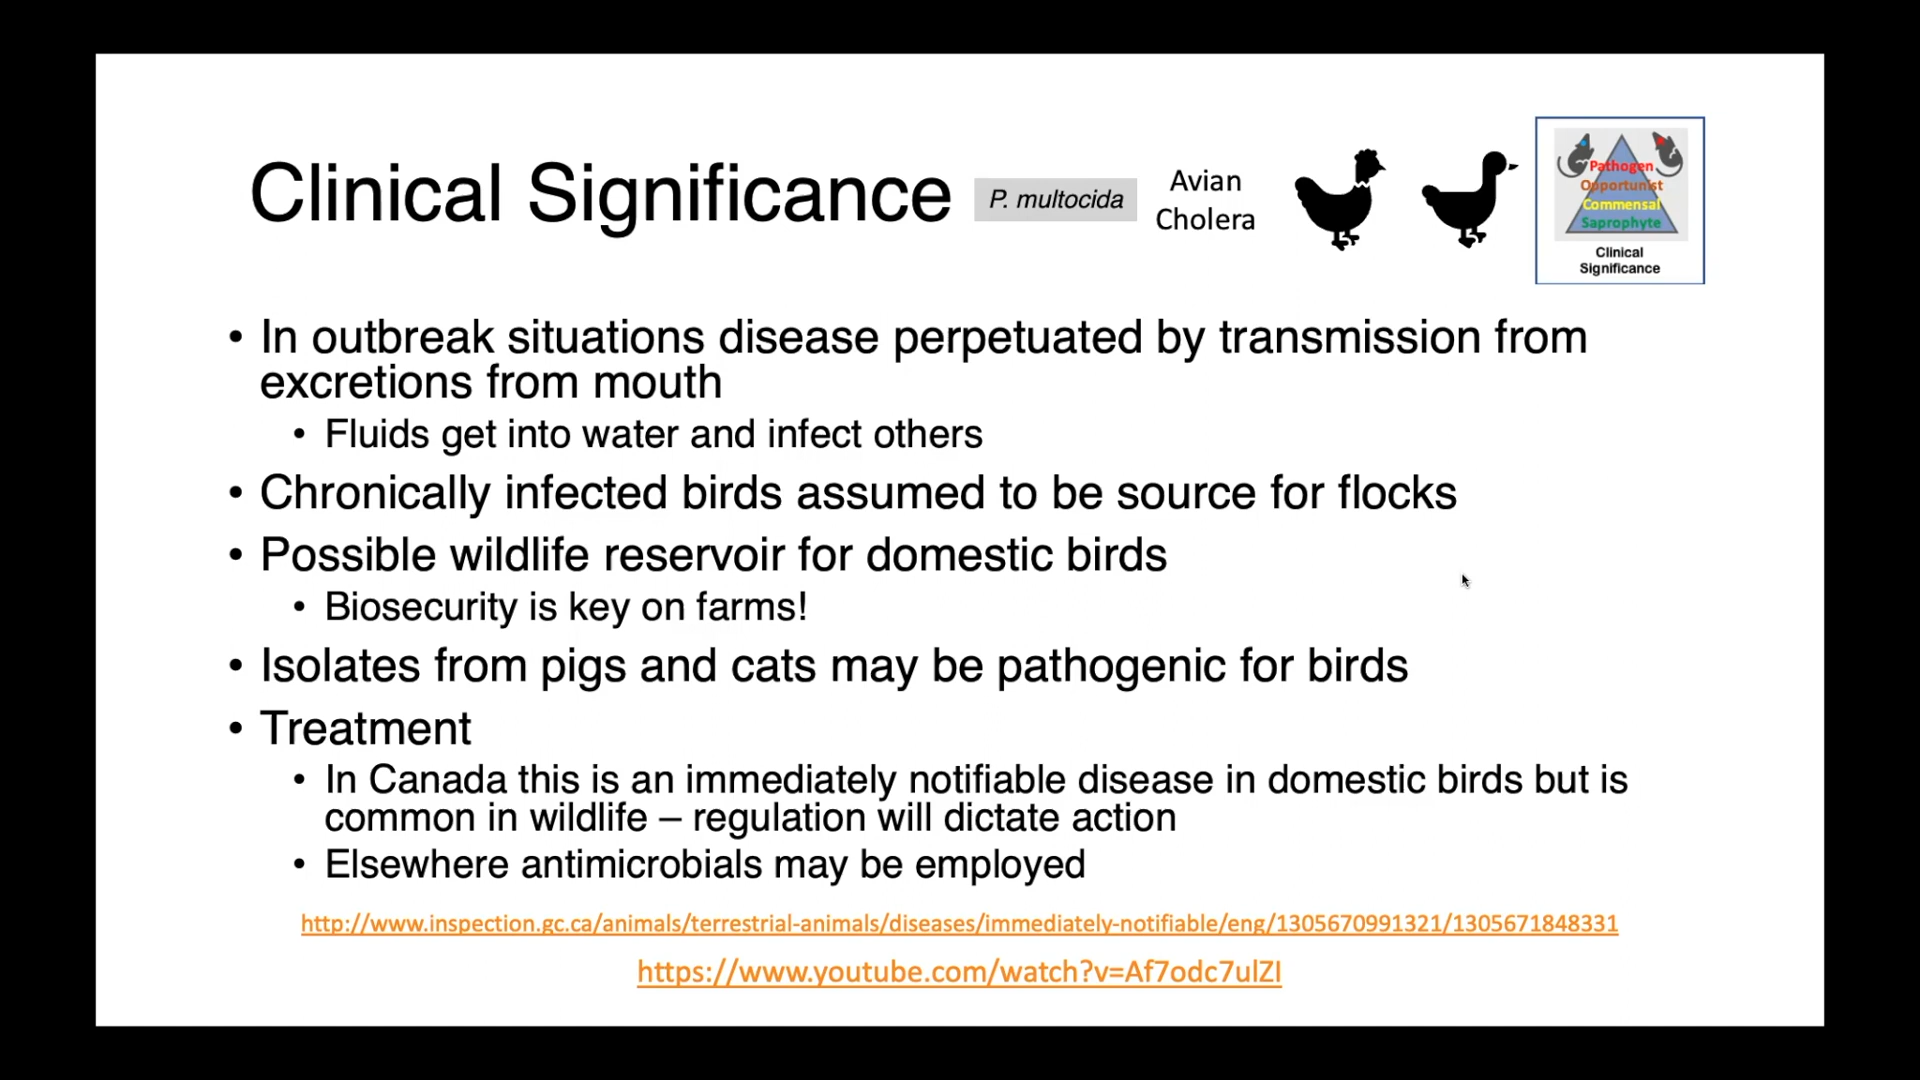 Clinical Significance
P. multocida
Avian
Cholera
Pathogen
Opportunist
Commensal
Saprophyte
Clinical
Significance
• In outbreak situations disease perpetuated by transmission from
excretions from mouth
• Fluids get into water and infect others
• Chronically infected birds assumed to be source for flocks
• Possible wildlife reservoir for domestic birds
• Biosecurity is key on farms!
• Isolates from pigs and cats may be pathogenic for birds
• Treatment
• In Canada this is an immediately notifiable disease in domestic birds but is
common in wildlife – regulation will dictate action
• Elsewhere antimicrobials may be employed
http://www.inspection.gc.ca/animals/terrestrial-animals/diseases/immediately-notifiable/eng/1305670991321/1305671848331
https://www.youtube.com/watch?v=Af7odc7ulZI